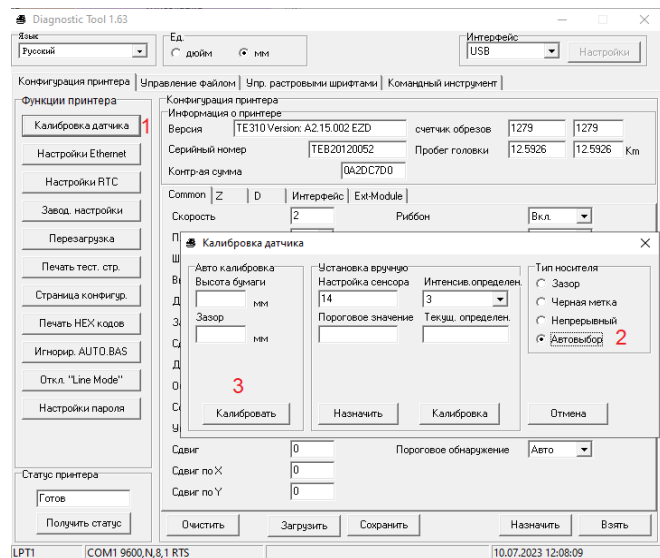 Diagnostic Tool 1.63
Язык
Русский
Ед.
дюйм
мм
Интерфейс
USB
Настройки
Конфигурация принтера
Управление файлом
Упр. растровыми шрифтами
Командный инструмент
Функции принтера
Калибровка датчика
1
Настройки Ethernet
Настройки RTC
Завод. настройки
Перезагрузка
Печать тест. стр.
Страница конфигур.
Печать HEX кодов
Игнорир. AUTO.BAS
Откл. "Line Mode"
Настройки пароля
Статус принтера
Готов
Получить статус
Конфигурация принтера
Информация о принтере
Версия
TE310 Version: A2.15.002 EZD
счетчик обрезов
1279
1279
Серийный номер
TEB20120052
Пробег головки
12.5926
12.5926
Km
Контр-ая сумма
0A2DC7D0
Common
Z
D
Интерфейс
Ext-Module
Скорость
2
Риббон
Вкл.
Калибровка датчика
Авто калибровка
Высота бумаги
мм
Зазор
мм
3
Калибровать
Установка вручную
Настройка сенсора
14
Интенсив.определен.
3
Пороговое значение
Текущ. определен.
Назначить
Калибровка
Тип носителя
Зазор
Черная метка
Непрерывный
Автовыбор
2
Отмена
Сдвиг
0
Пороговое обнаружение
Авто
Сдвиг по X
0
Сдвиг по Y
0
Очистить
Загрузить
Сохранить
Назначить
Взять
LPT1
COM1 9600,N,8,1 RTS
10.07.2023 12:08:09